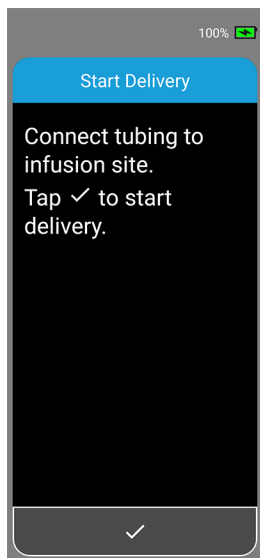 100%
Start Delivery
Connect tubing to
infusion site.
Tap ✓ to start
delivery.
✓